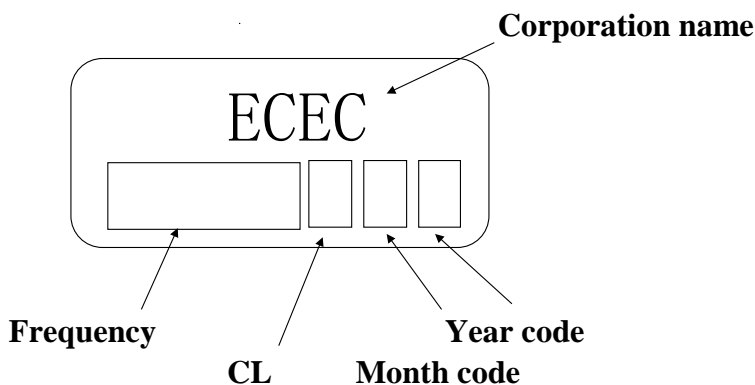 Corporation name
ECEC
Frequency
Year code
CL
Month code